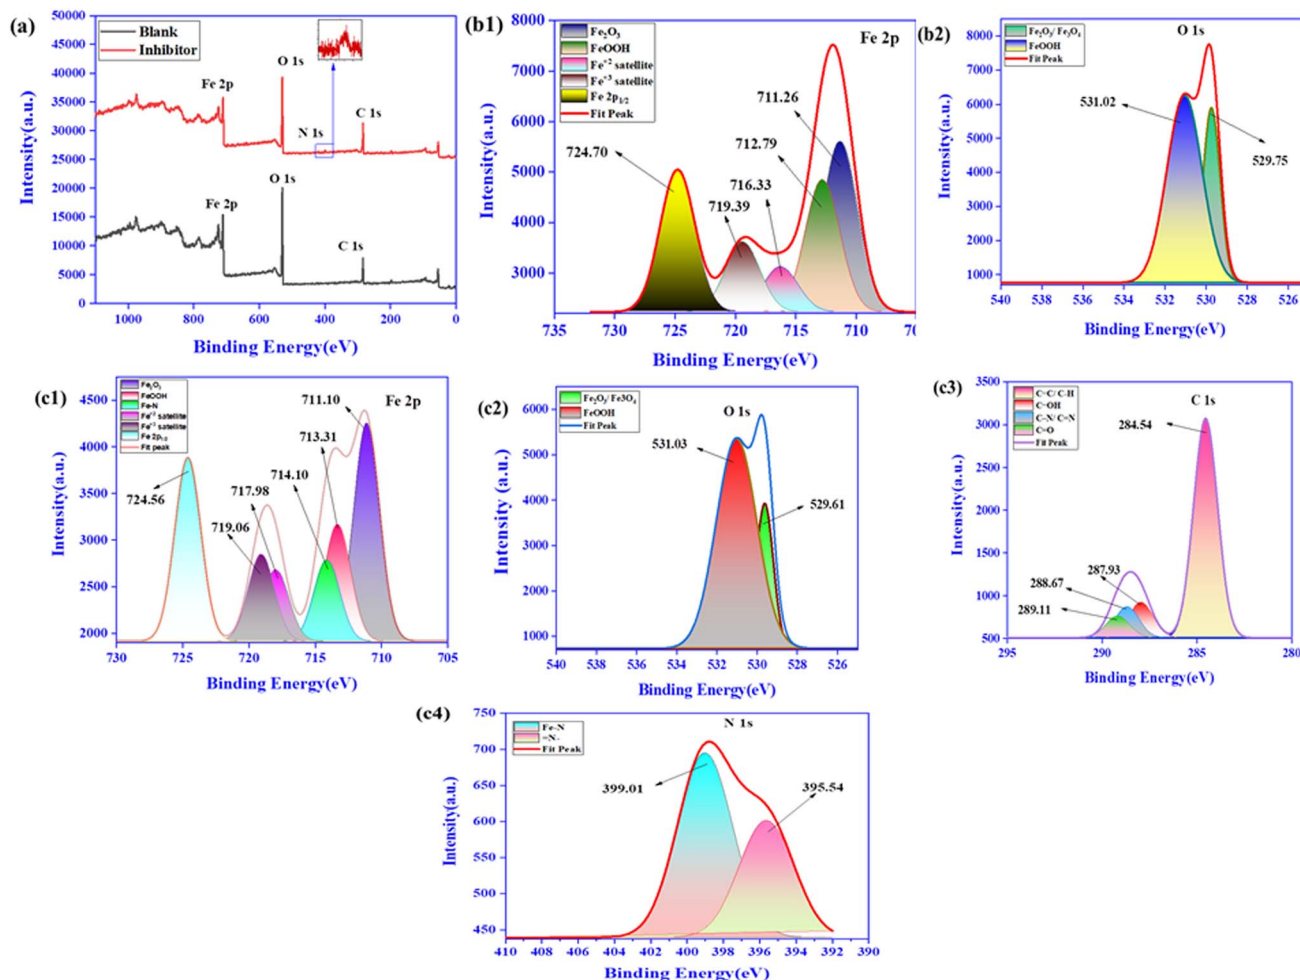 (a)
Blank
Inhibitor
50000
45000
40000
35000
30000
25000
20000
15000
10000
5000
0
Intensity(a.u.)
Fe 2p
O 1s
N 1s
C 1s
O 1s
Fe 2p
C 1s
1000 800 600 400 200 0
Binding Energy(eV)
(b1)
Fe₂O₃
FeOOH
Fe⁺² satellite
Fe⁺³ satellite
Fe 2p₁/₂
Fit Peak
Fe 2p
8000
7000
6000
5000
4000
3000
Intensity(a.u.)
724.70
719.39
716.33
712.79
711.26
735 730 725 720 715 710 70
Binding Energy(eV)
(b2)
O 1s
Fe₂O₃/ Fe₃O₄
FeOOH
Fit Peak
8000
7000
6000
5000
4000
3000
2000
1000
Intensity(a.u.)
531.02
529.75
540 538 536 534 532 530 528 526
Binding Energy(eV)
(c1)
Fe₂O₃
FeOOH
Fe-N
Fe⁺² satellite
Fe⁺³ satellite
Fe 2p₁/₂
Fit peak
Fe 2p
4500
4000
3500
3000
2500
2000
Intensity(a.u.)
711.10
713.31
714.10
717.98
719.06
724.56
730 725 720 715 710 705
Binding Energy(eV)
(c2)
Fe₂O₃/ Fe3O₄
FeOOH
Fit Peak
O 1s
6000
5000
4000
3000
2000
1000
Intensity (a.u.)
531.03
529.61
540 538 536 534 532 530 528 526
Binding Energy(eV)
(c3)
C=C/ C-H
C-OH
C-N/ C=N
C=O
Fit Peak
C 1s
3500
3000
2500
2000
1500
1000
500
Intensity(a.u.)
284.54
287.93
288.67
289.11
295 290 285 280
Binding Energy(eV)
(c4)
Fe-N
=N-
Fit Peak
N 1s
750
700
650
600
550
500
450
Intensity(a.u.)
399.01
395.54
410 408 406 404 402 400 398 396 394 392 390
Binding Energy(eV)